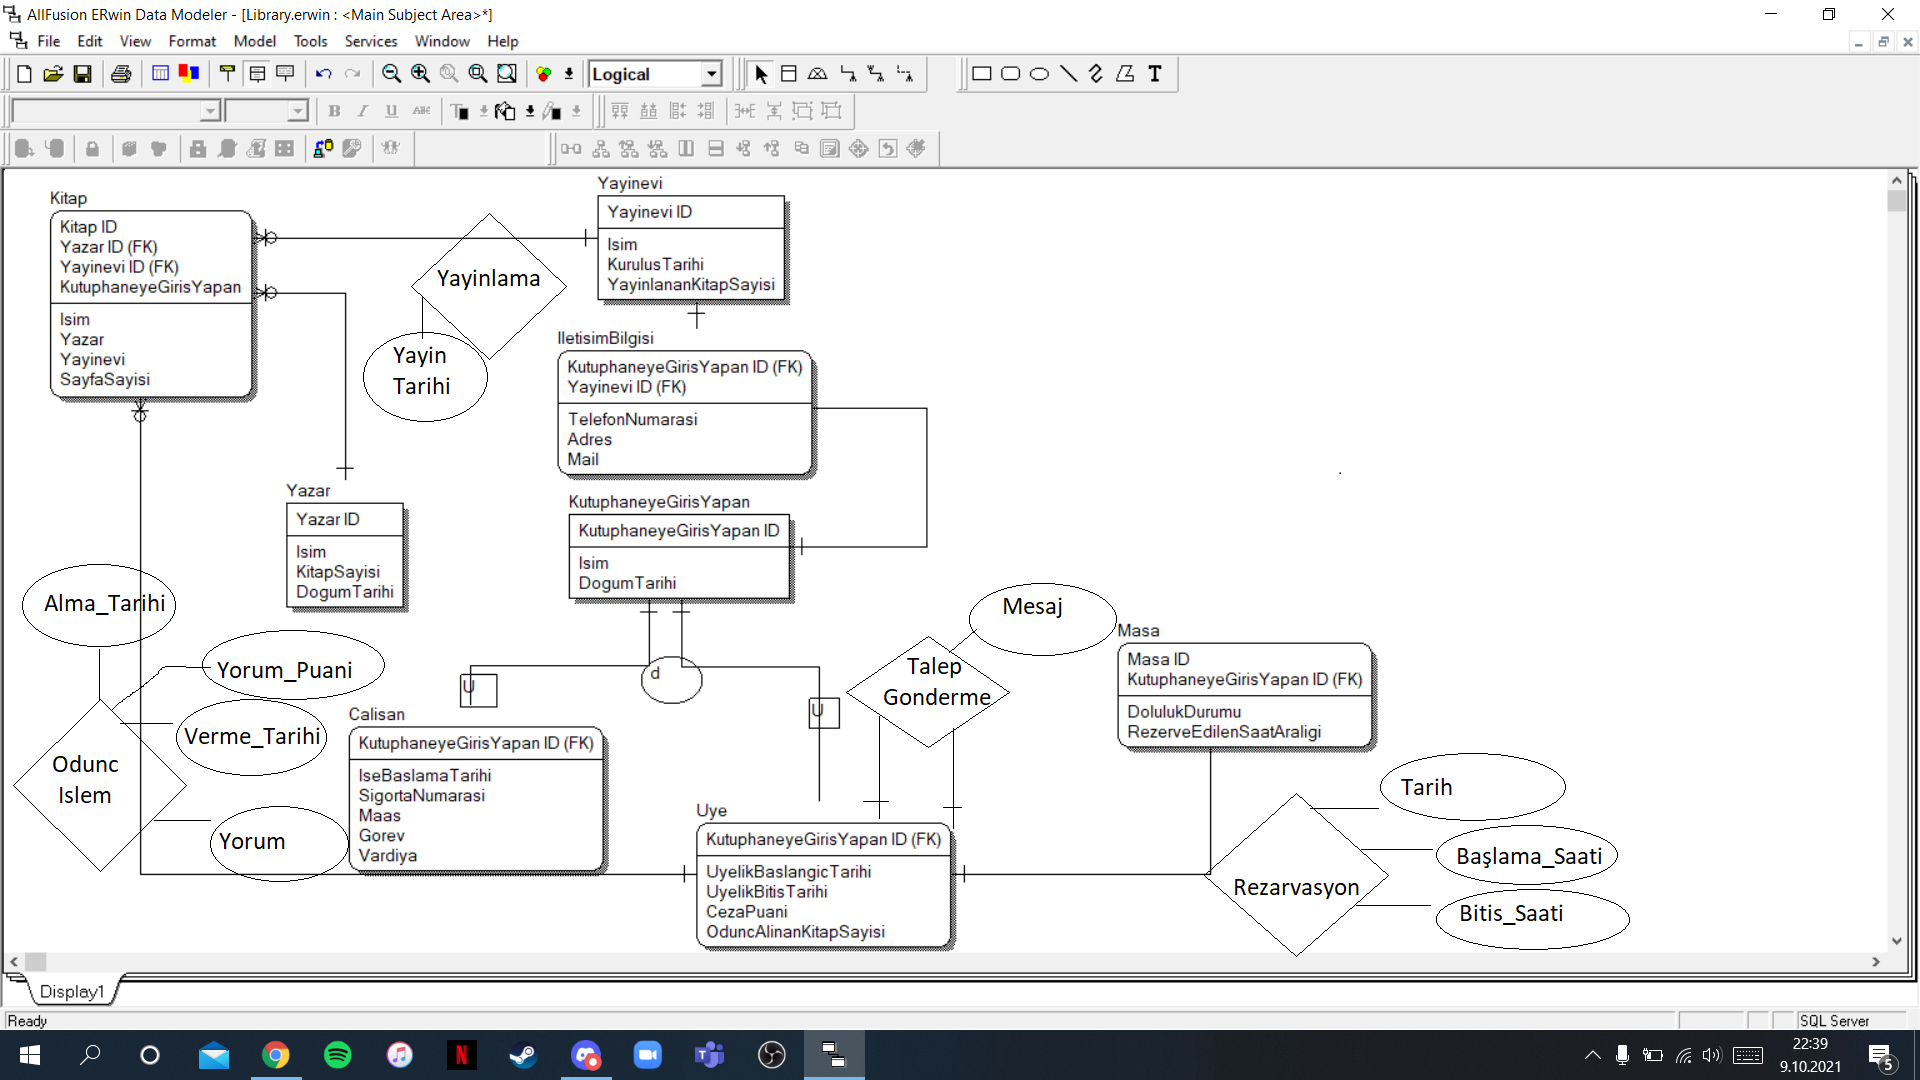 AllFusion ERwin Data Modeler - [Library.erwin : <Main Subject Area>*]
File Edit View Format Model Tools Services Window Help
Logical
T
B I U ABC
T
Kitap
Kitap ID
Yazar ID (FK)
Yayinevi ID (FK)
KutuphaneyeGirisYapan
Isim
Yazar
Yayinevi
SayfaSayisi
Yayinlama
Yayin
Tarihi
Yayinevi
Yayinevi ID
Isim
KurulusTarihi
YayinlananKitapSayisi
IletisimBilgisi
KutuphaneyeGirisYapan ID (FK)
Yayinevi ID (FK)
TelefonNumarasi
Adres
Mail
Yazar
Yazar ID
Isim
KitapSayisi
DogumTarihi
KutuphaneyeGirisYapan
KutuphaneyeGirisYapan ID
Isim
DogumTarihi
d
U
U
Alma_Tarihi
Yorum_Puani
Verme_Tarihi
Odunc
Islem
Yorum
Calisan
KutuphaneyeGirisYapan ID (FK)
IseBaslamaTarihi
SigortaNumarasi
Maas
Gorev
Vardiya
Mesaj
Talep
Gonderme
Uye
KutuphaneyeGirisYapan ID (FK)
UyelikBaslangicTarihi
UyelikBitisTarihi
CezaPuani
OduncAlinanKitapSayisi
Masa
Masa ID
KutuphaneyeGirisYapan ID (FK)
DolulukDurumu
RezerveEdilenSaatAraligi
Rezarvasyon
Tarih
Başlama_Saati
Bitis_Saati
Display1
Ready
SQL Server
22:39
9.10.2021
5